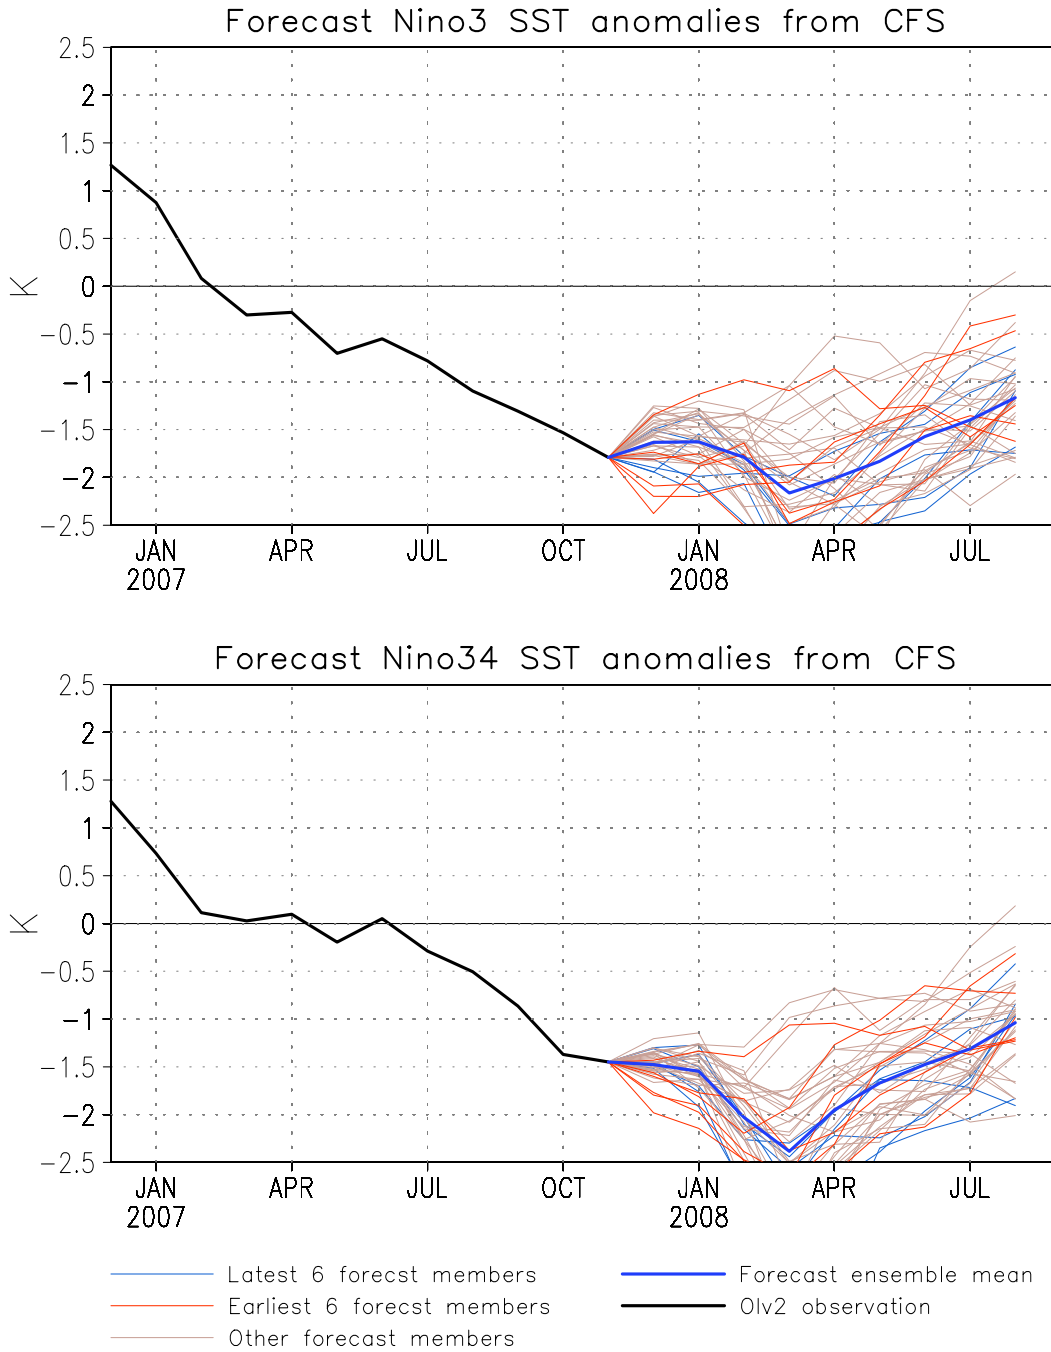 Forecast Nino3 SST anomalies from CFS
2.5
2
1.5
1
0.5
0
-0.5
-1
-1.5
-2
-2.5
K
JAN APR JUL OCT JAN APR JUL
2007 2008
Forecast Nino34 SST anomalies from CFS
2.5
2
1.5
1
0.5
0
-0.5
-1
-1.5
-2
-2.5
K
JAN APR JUL OCT JAN APR JUL
2007 2008
Latest 6 forecst members
Earliest 6 forecst members
Other forecast members
Forecast ensemble mean
OIv2 observation